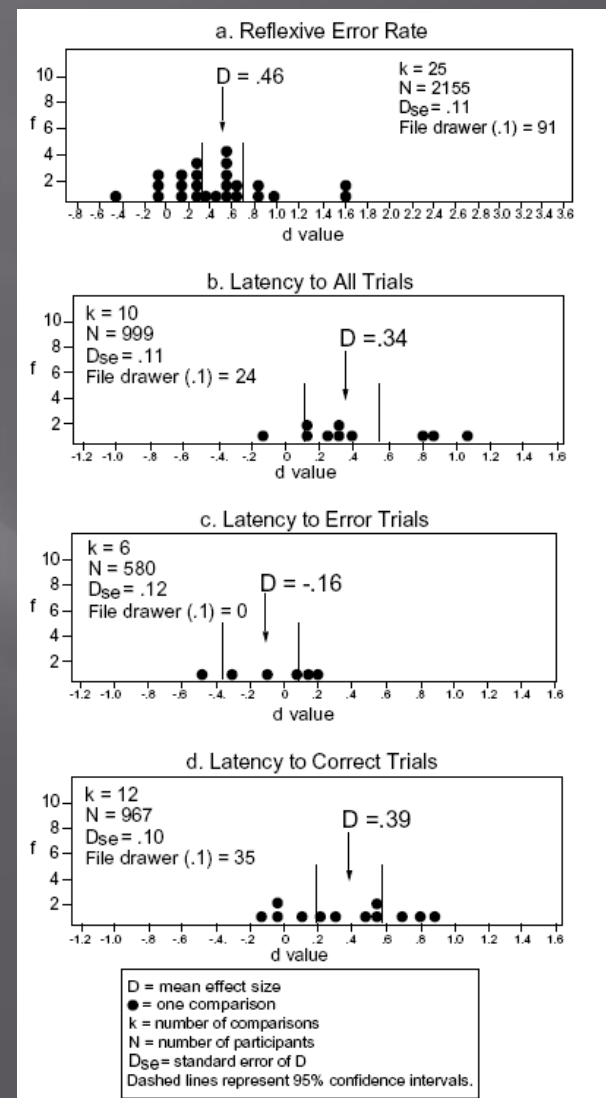 a. Reflexive Error Rate
D = .46
k = 25
N = 2155
Dse = .11
File drawer (.1) = 91
10
8
f 6
4
2
-.8 -.6 -.4 -.2 0 .2 .4 .6 .8 1.0 1.2 1.4 1.6 1.8 2.0 2.2 2.4 2.6 2.8 3.0 3.2 3.4 3.6
d value
b. Latency to All Trials
k = 10
N = 999
Dse = .11
File drawer (.1) = 24
D =.34
10
8
f 6
4
2
-1.2 -1.0 -.8 -.6 -.4. -.2 0 .2 .4 .6 .8 1.0 1.2 1.4 1.6
d value
c. Latency to Error Trials
k = 6
N = 580
Dse = .12
File drawer (.1) = 0
D = -.16
10
8
f 6
4
2
-1.2 -1.0 -.8 -.6 -.4. -.2 0 .2 .4 .6 .8 1.0 1.2 1.4 1.6
d value
d. Latency to Correct Trials
k = 12
N = 967
Dse = .10
File drawer (.1) = 35
D =.39
10
8
f 6
4
2
-1.2 -1.0 -.8 -.6 -.4. -.2 0 .2 .4 .6 .8 1.0 1.2 1.4 1.6
d value
D = mean effect size
● = one comparison
k = number of comparisons
N = number of participants
Dse= standard error of D
Dashed lines represent 95% confidence intervals.